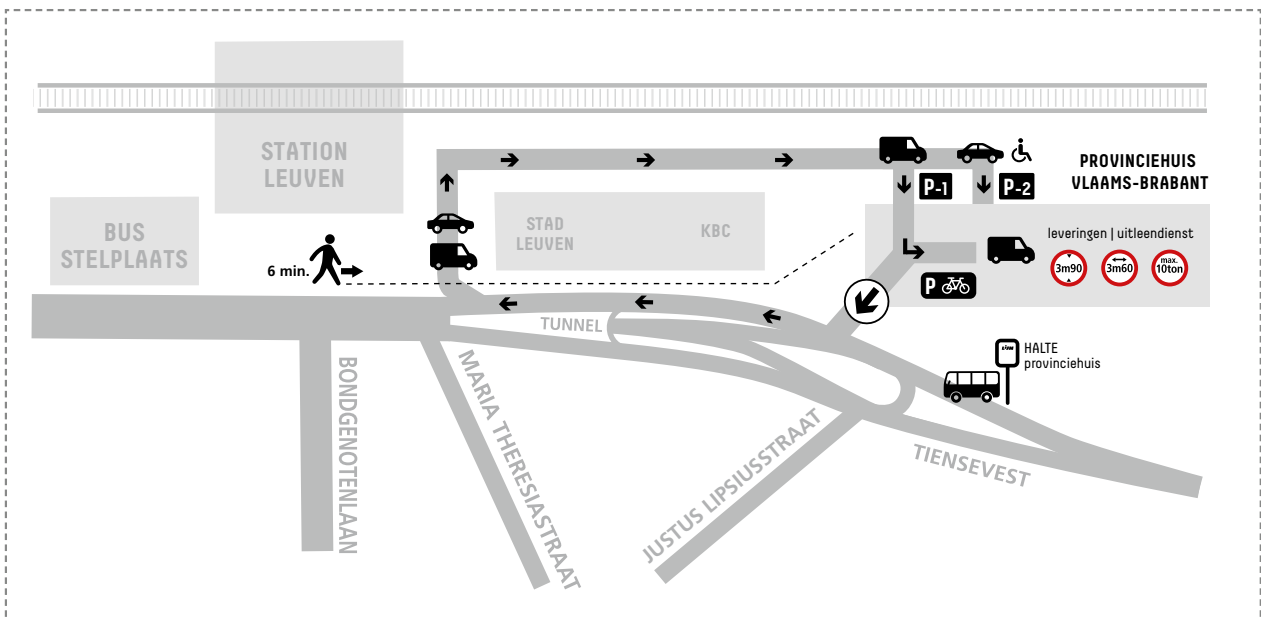 STATION
LEUVEN
BUS
STELPLAATS
6 min.
STAD
LEUVEN
KBC
P-1
P-2
PROVINCIEHUIS
VLAAMS-BRABANT
leveringen | uitleendienst
3m90
3m60
max.
10ton
P
TUNNEL
HALTE
provinciehuis
BONDGENOTENLAAN
MARIA THERESIASTRAAT
JUSTUS LIPSIUSSTRAAT
TIENSEVEST